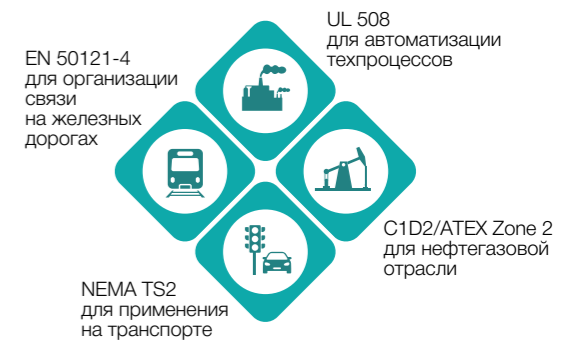 UL 508
для автоматизации
техпроцессов
EN 50121-4
для организации
связи
на железных
дорогах
C1D2/ATEX Zone 2
для нефтегазовой
отрасли
NEMA TS2
для применения
на транспорте